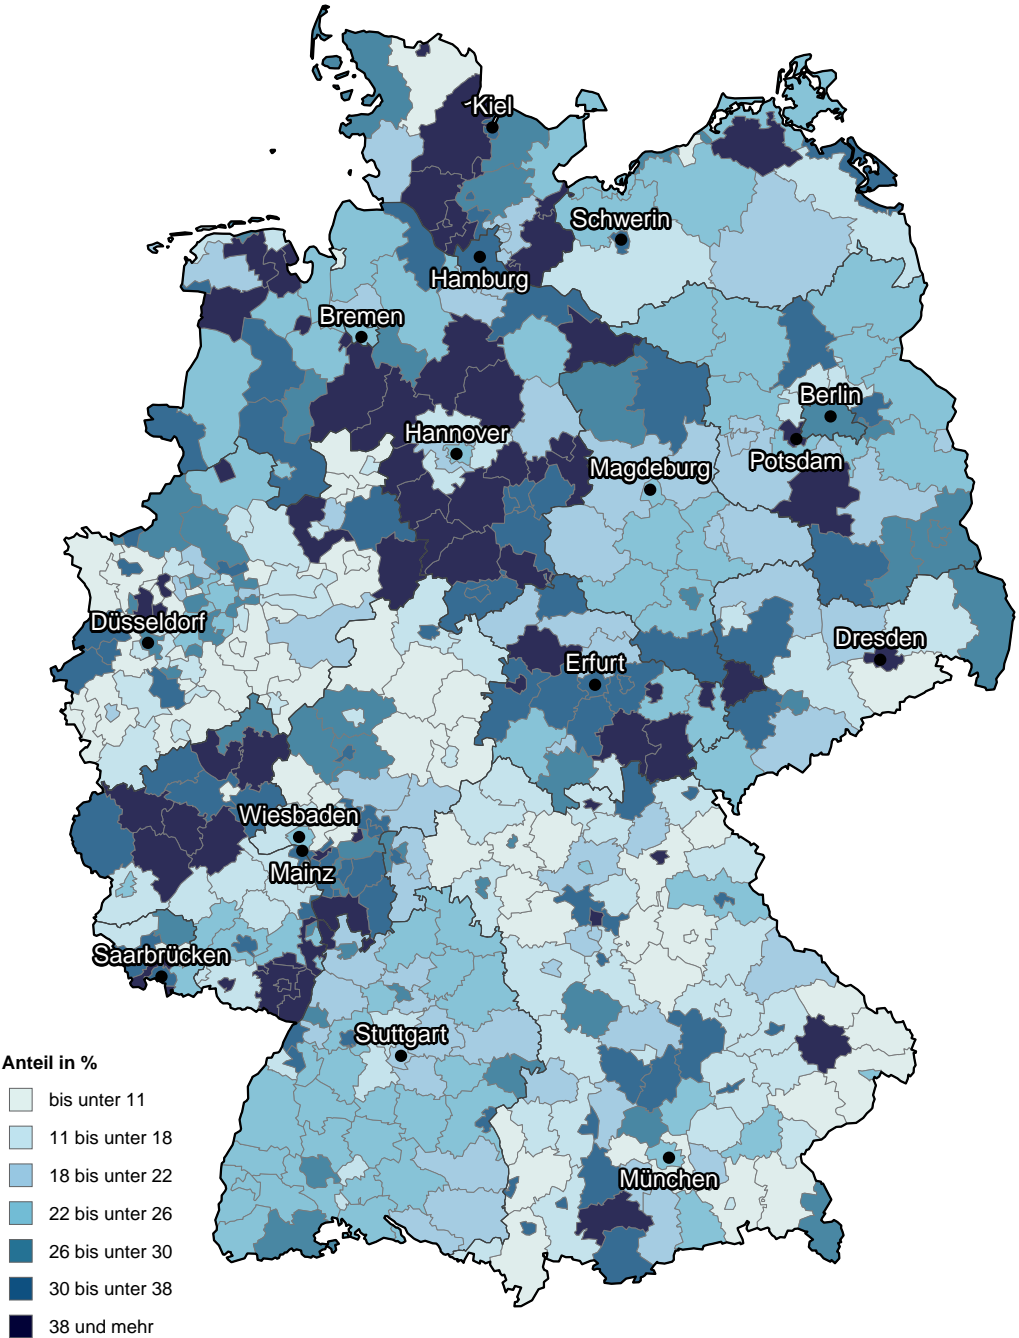 Kiel
Schwerin
Hamburg
Bremen
Berlin
Hannover
Potsdam
Magdeburg
Düsseldorf
Dresden
Erfurt
Wiesbaden
Mainz
Saarbrücken
Stuttgart
München
Anteil in %
bis unter 11
11 bis unter 18
18 bis unter 22
22 bis unter 26
26 bis unter 30
30 bis unter 38
38 und mehr